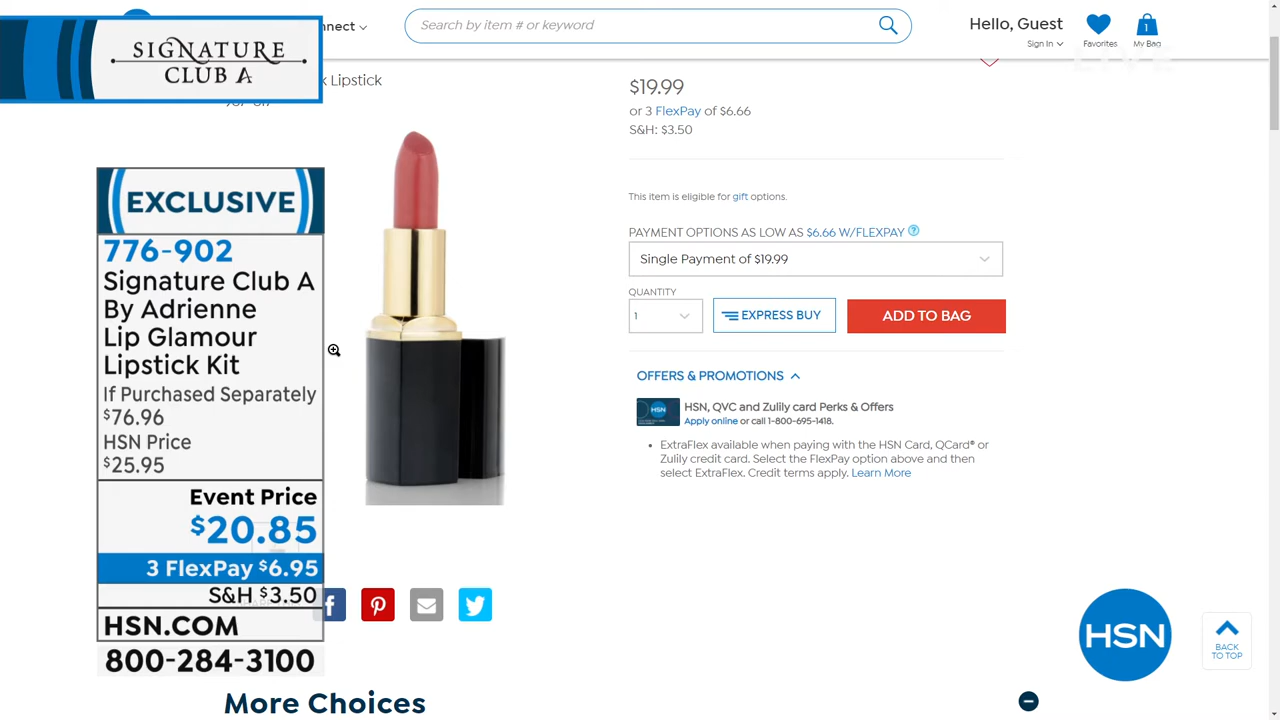 SIGNATURE
CLUB A
nnect
Search by item # or keyword
Hello, Guest
Sign In
Favorites
1
My Bag
LIVE
Lipstick
$19.99
or 3 FlexPay of $6.66
S&H: $3.50
This item is eligible for gift options.
PAYMENT OPTIONS AS LOW AS $6.66 W/FLEXPAY ?
Single Payment of $19.99
QUANTITY
1
EXPRESS BUY
ADD TO BAG
OFFERS & PROMOTIONS
HSN
HSN, QVC and Zulily card Perks & Offers
Apply online or call 1-800-695-1418.
• ExtraFlex available when paying with the HSN Card, QCard® or
Zulily credit card. Select the FlexPay option above and then
select ExtraFlex. Credit terms apply. Learn More
EXCLUSIVE
776-902
Signature Club A
By Adrienne
Lip Glamour
Lipstick Kit
If Purchased Separately
$76.96
HSN Price
$25.95
Event Price
$20.85
3 FlexPay $6.95
S&H $3.50
HSN.COM
800-284-3100
HSN
BACK
TO TOP
More Choices